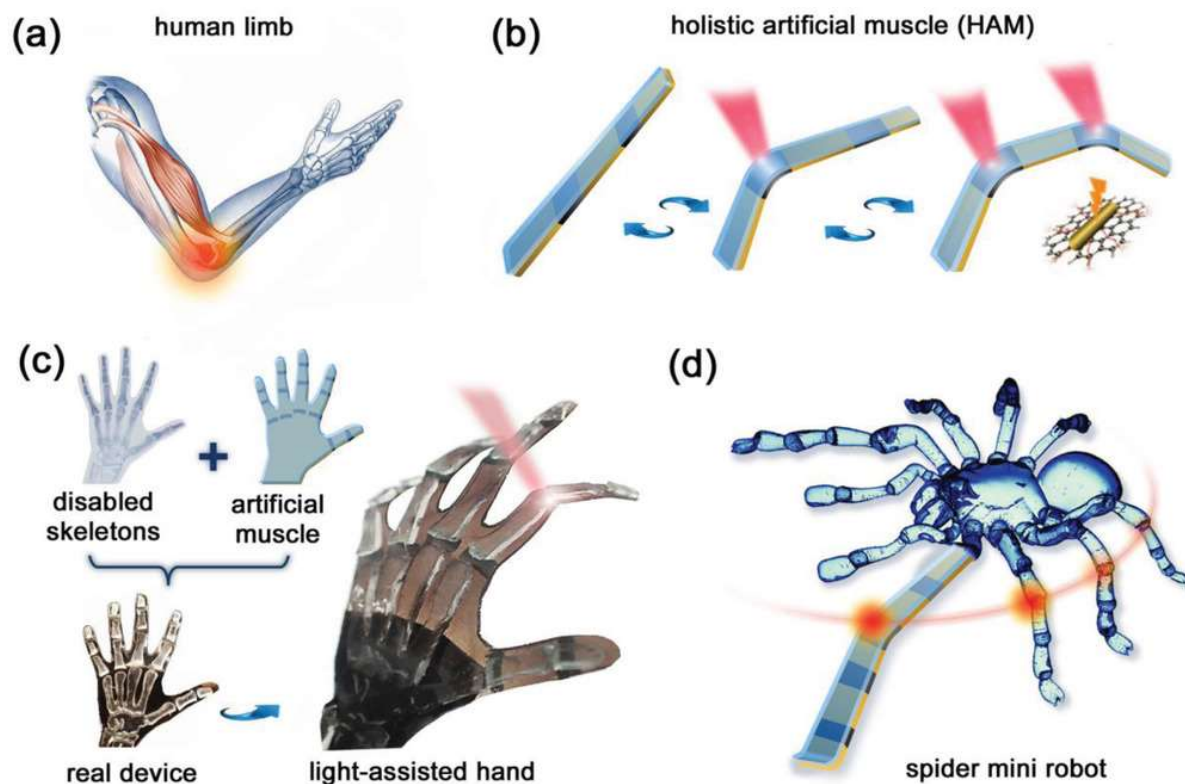 (a)
human limb
(b)
holistic artificial muscle (HAM)
(c)
+
disabled
skeletons
artificial
muscle
real device
light-assisted hand
(d)
spider mini robot